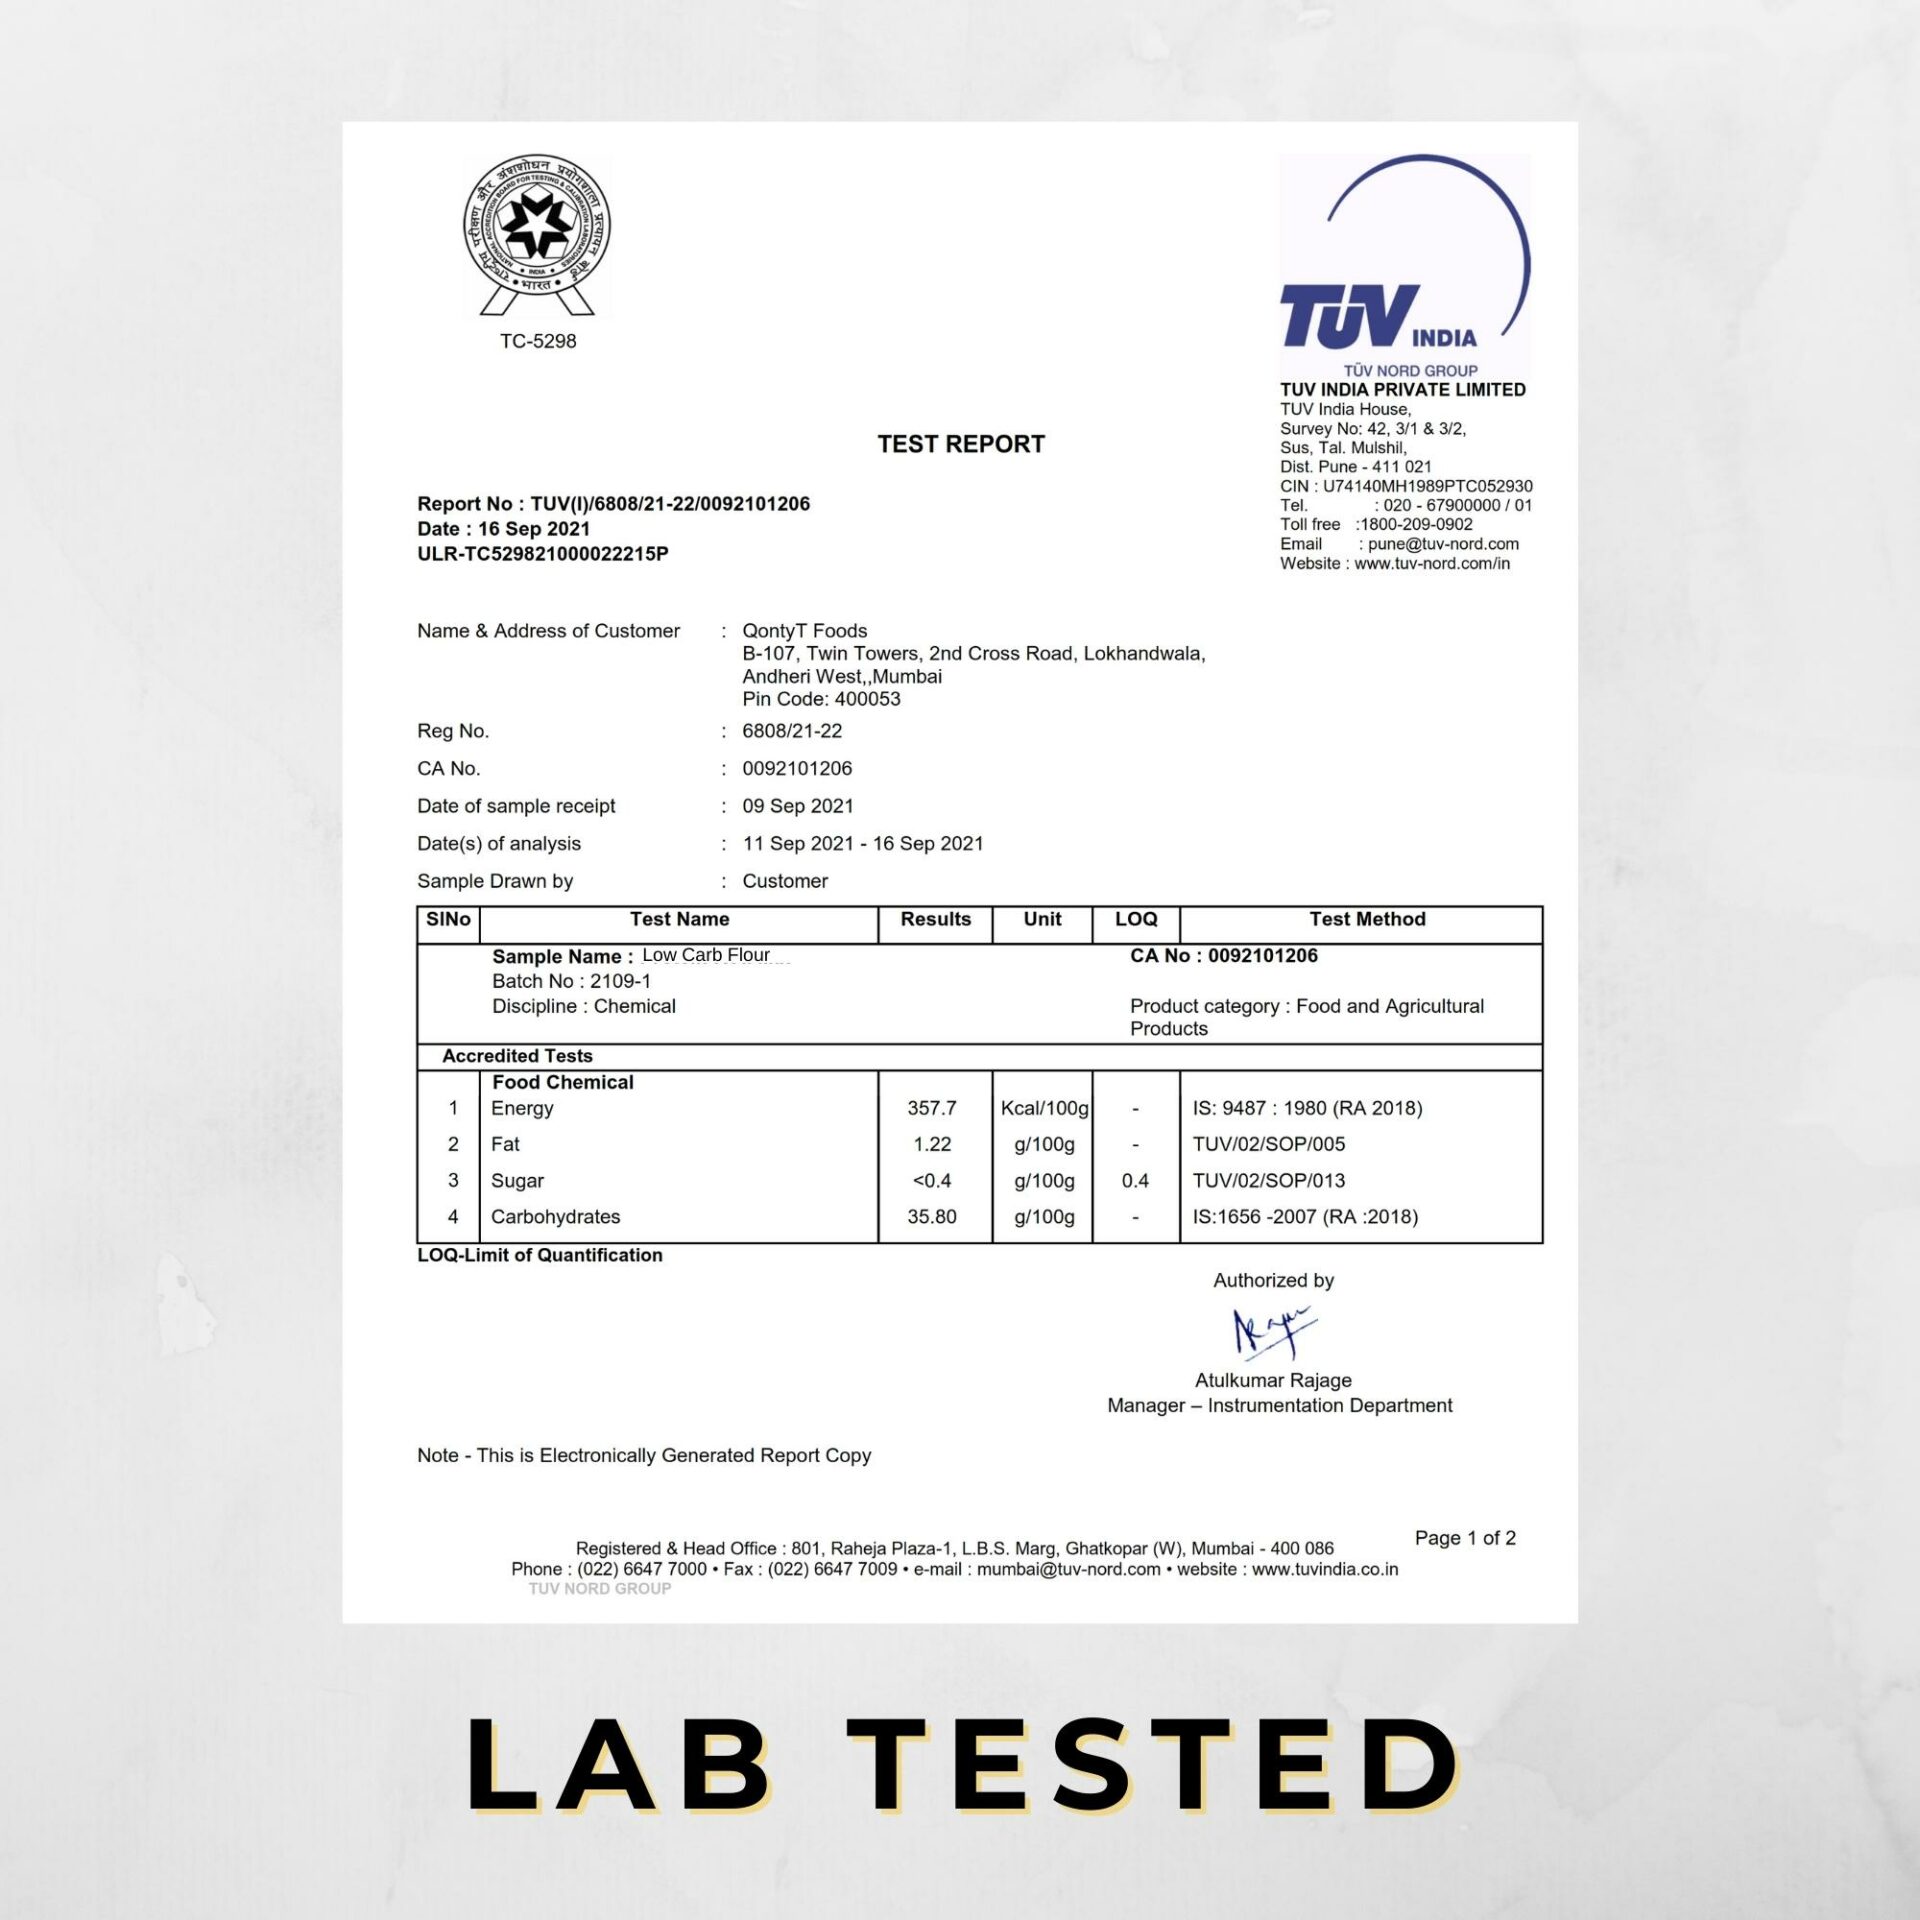 राष्ट्रीय परीक्षण और अंशशोधन प्रयोगशाला प्रत्यायन बोर्ड
NATIONAL ACCREDITATION BOARD FOR TESTING & CALIBRATION LABORATORIES
• INDIA •
• भारत •
TC-5298
TÜV INDIA
TÜV NORD GROUP
TUV INDIA PRIVATE LIMITED
TUV India House,
Survey No: 42, 3/1 & 3/2,
Sus, Tal. Mulshil,
Dist. Pune - 411 021
CIN : U74140MH1989PTC052930
Tel. : 020 - 67900000 / 01
Toll free :1800-209-0902
Email : pune@tuv-nord.com
Website : www.tuv-nord.com/in
TEST REPORT
Report No : TUV(I)/6808/21-22/0092101206
Date : 16 Sep 2021
ULR-TC529821000022215P
Name & Address of Customer : QontyT Foods
B-107, Twin Towers, 2nd Cross Road, Lokhandwala,
Andheri West,,Mumbai
Pin Code: 400053
Reg No. : 6808/21-22
CA No. : 0092101206
Date of sample receipt : 09 Sep 2021
Date(s) of analysis : 11 Sep 2021 - 16 Sep 2021
Sample Drawn by : Customer
SlNo Test Name Results Unit LOQ Test Method
Sample Name : Low Carb Flour CA No : 0092101206
Batch No : 2109-1
Discipline : Chemical Product category : Food and Agricultural
Products
Accredited Tests
Food Chemical
1 Energy 357.7 Kcal/100g - IS: 9487 : 1980 (RA 2018)
2 Fat 1.22 g/100g - TUV/02/SOP/005
3 Sugar <0.4 g/100g 0.4 TUV/02/SOP/013
4 Carbohydrates 35.80 g/100g - IS:1656 -2007 (RA :2018)
LOQ-Limit of Quantification
Authorized by
Atulkumar Rajage
Manager – Instrumentation Department
Note - This is Electronically Generated Report Copy
Page 1 of 2
Registered & Head Office : 801, Raheja Plaza-1, L.B.S. Marg, Ghatkopar (W), Mumbai - 400 086
Phone : (022) 6647 7000 • Fax : (022) 6647 7009 • e-mail : mumbai@tuv-nord.com • website : www.tuvindia.co.in
TUV NORD GROUP
LAB TESTED